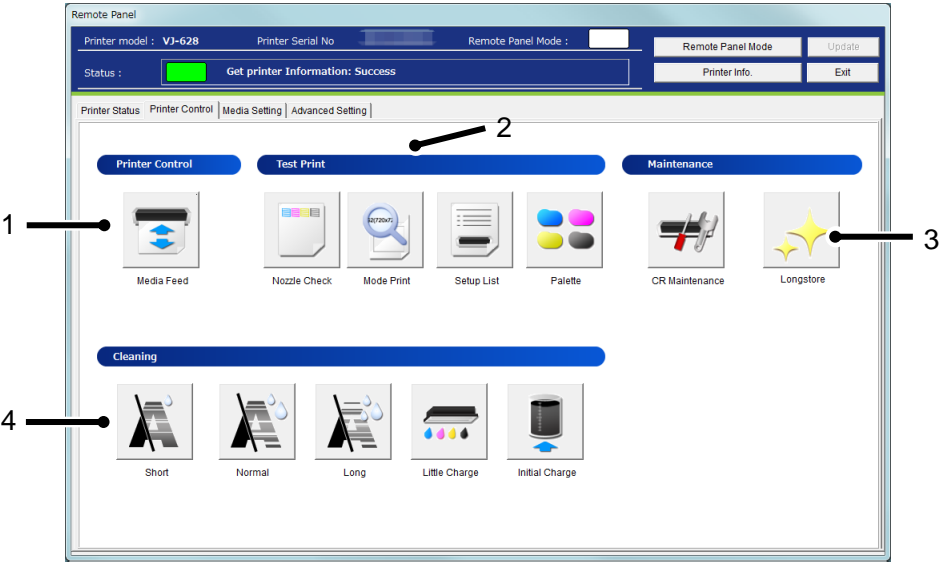 Remote Panel
Printer model : VJ-628 Printer Serial No Remote Panel Mode :
Remote Panel Mode Update
Status : Get printer Information: Success
Printer Info. Exit
Printer Status Printer Control Media Setting Advanced Setting
2
Printer Control Test Print Maintenance
1
62(720x72
3
Media Feed Nozzle Check Mode Print Setup List Palette CR Maintenance Longstore
Cleaning
4
Short Normal Long Little Charge Initial Charge